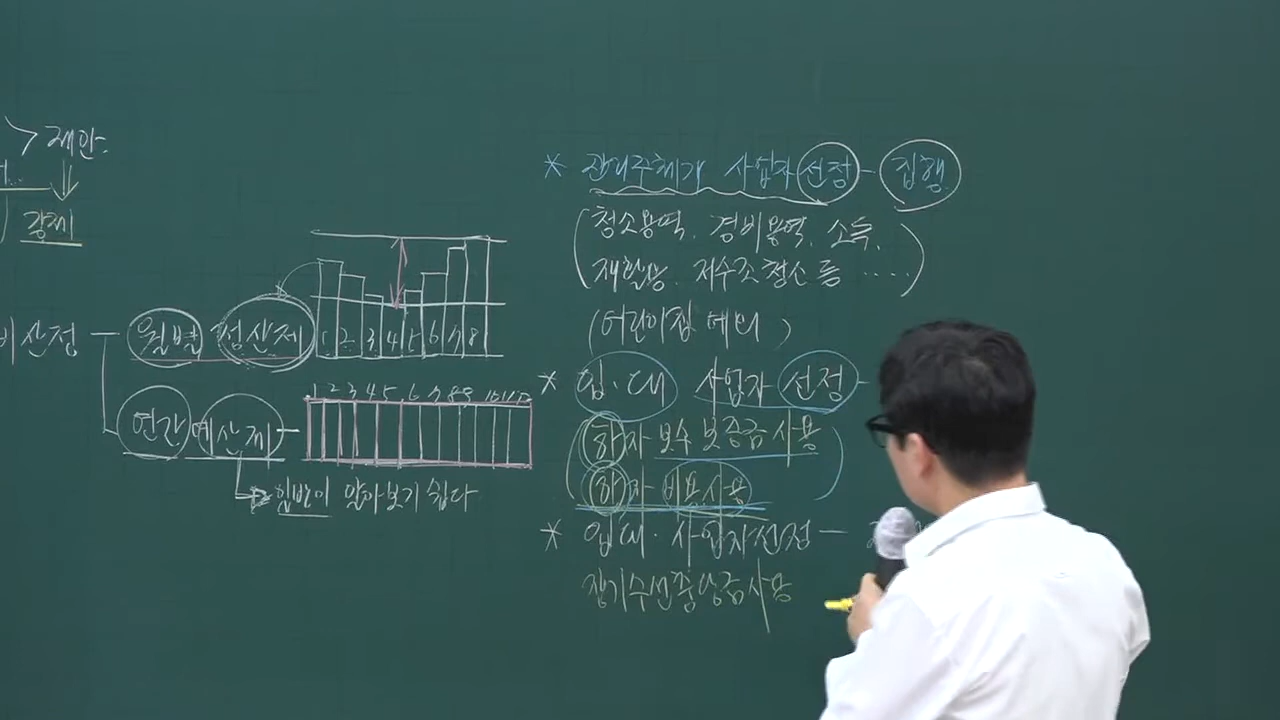 > 제안
강제
비 산정 - 월별 정산제
1 2 3 4 5 6 7 8
연간 예산제 -
1 2 3 4 5 6 7 8 9 10 11 12
→ 일반이 알아보기 쉽다
* 관리주체가 사업자 선정 - 집행
(청소용역. 경비용역. 소독.
재활용. 저수조 청소 등 .....)
(어린이집 예외)
* 입·대 사업자 선정 -
(하자 보수 보증금 사용
하자 비용사용)
* 입대. 사업자선정 -
장기수선충당금사용